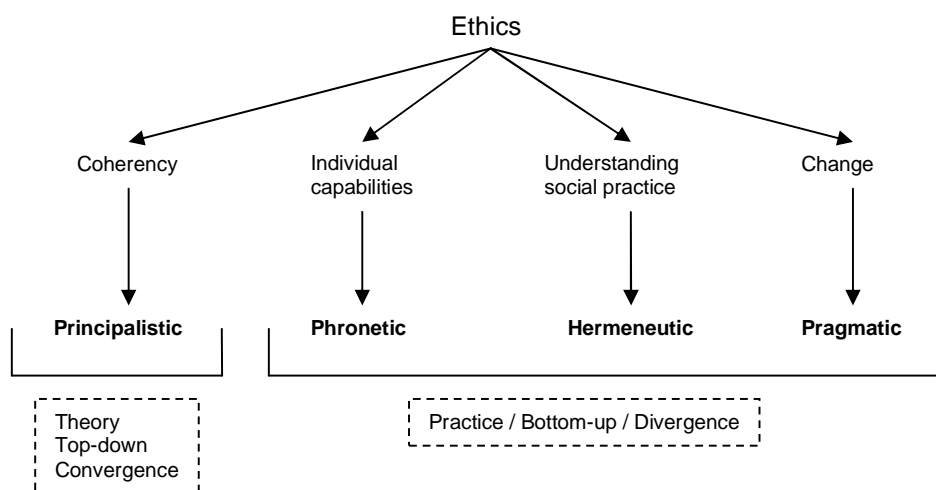 Ethics
Coherency
Individual
capabilities
Understanding
social practice
Change
Principalistic
Phronetic
Hermeneutic
Pragmatic
Theory
Top-down
Convergence
Practice / Bottom-up / Divergence